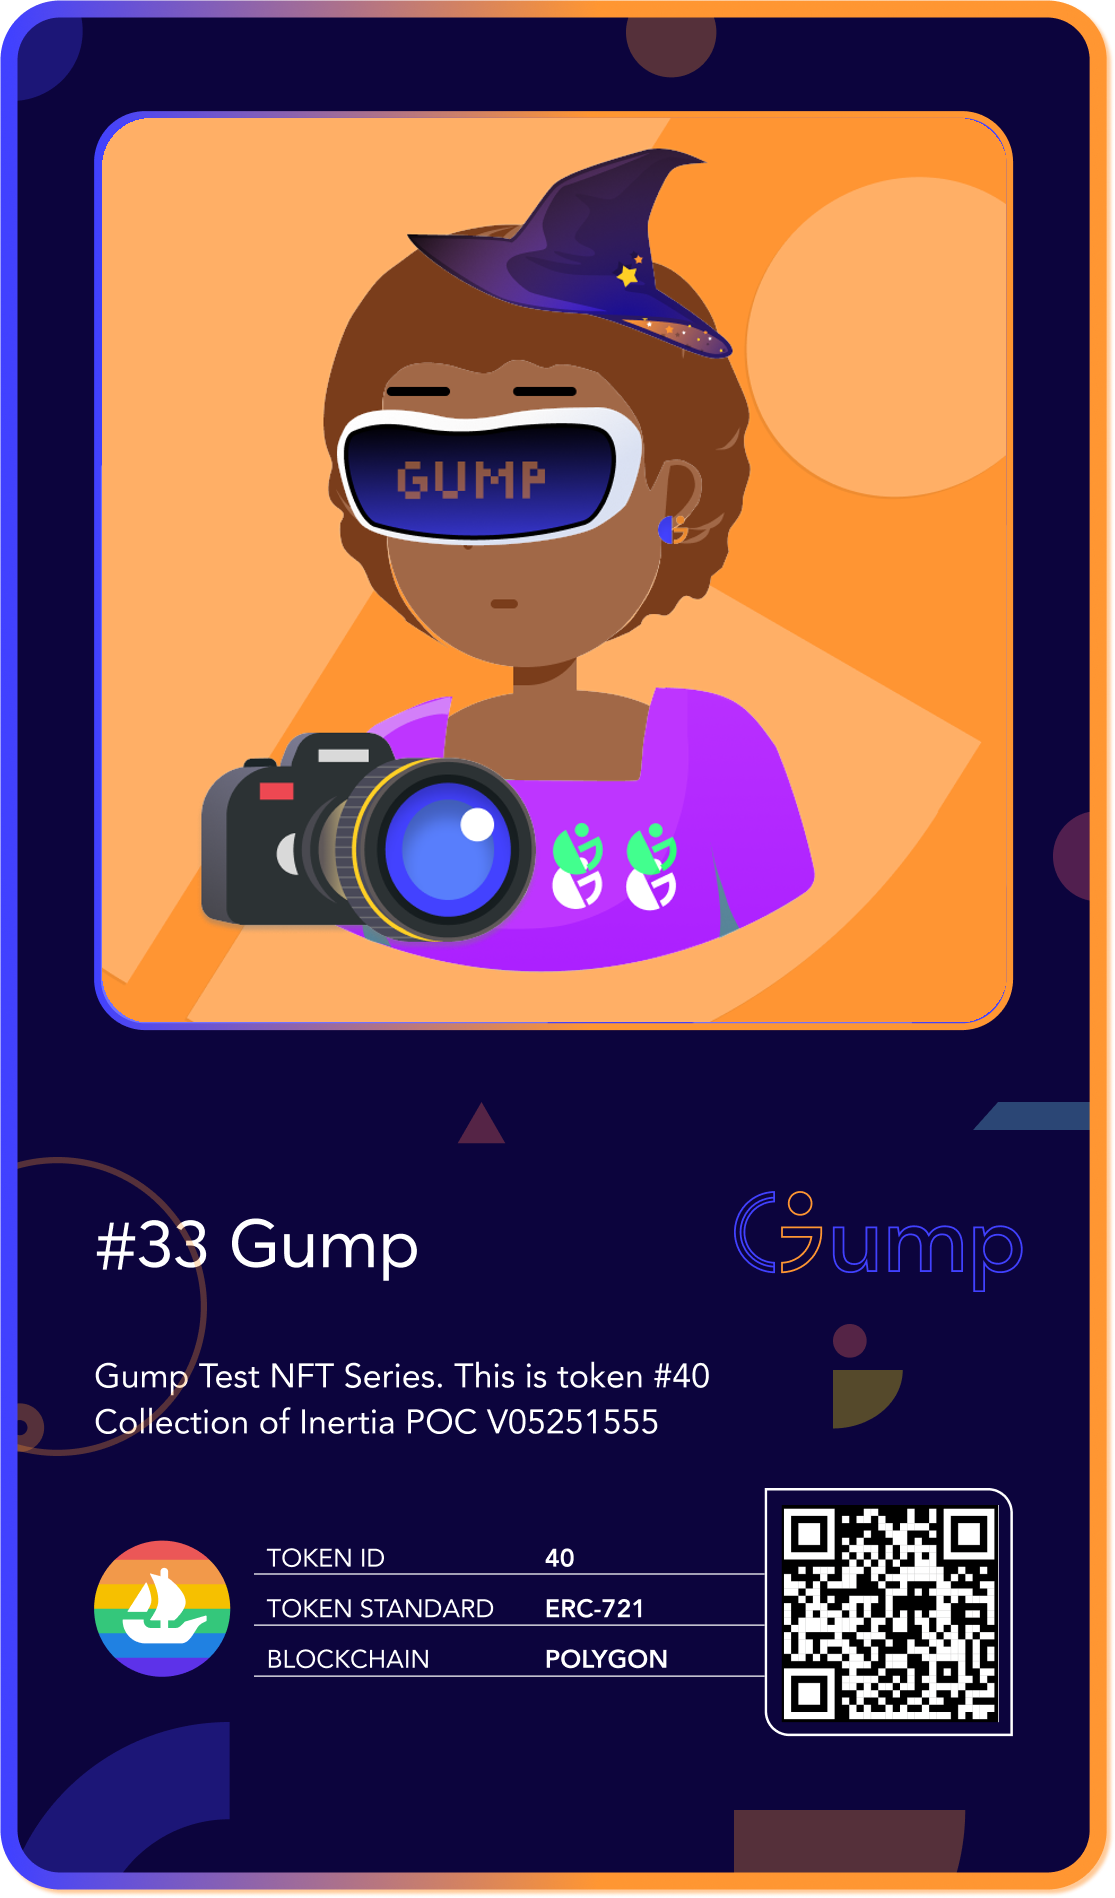 GUMP
#33 Gump
Gump
Gump Test NFT Series. This is token #40
Collection of Inertia POC V05251555
TOKEN ID 40
TOKEN STANDARD ERC-721
BLOCKCHAIN POLYGON